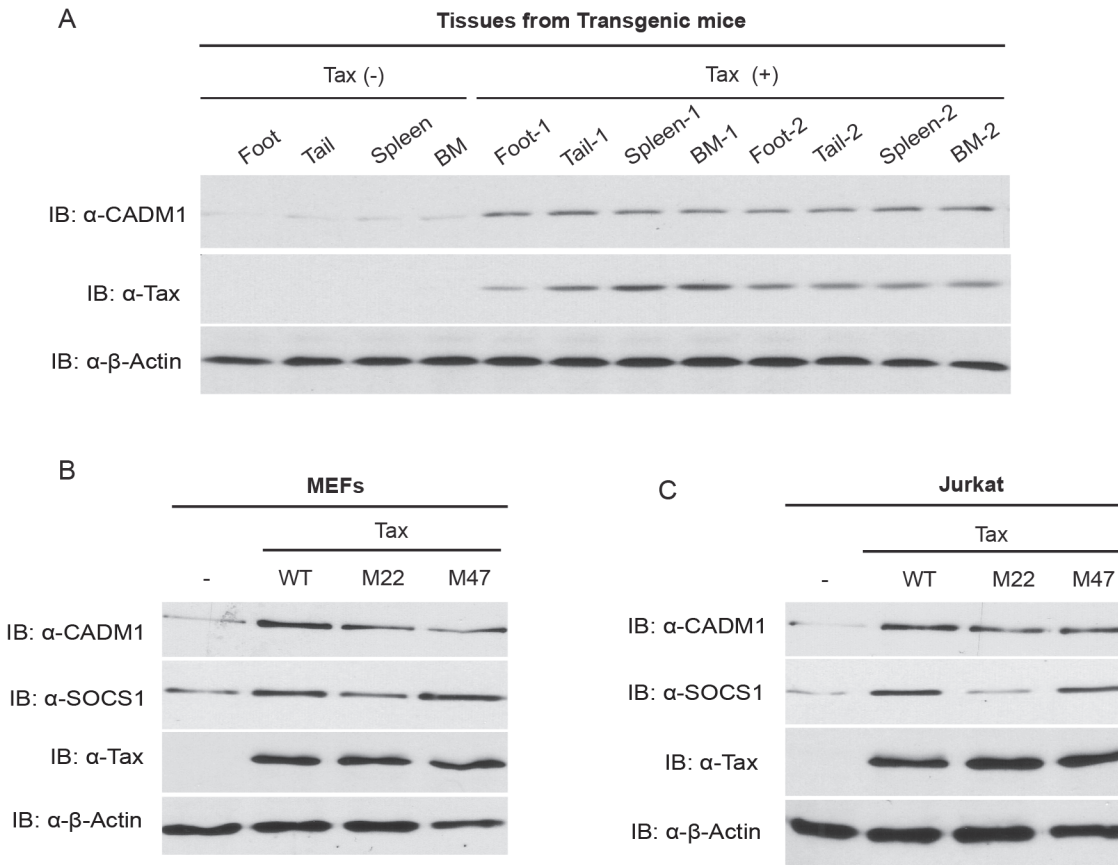 A
Tissues from Transgenic mice
Tax (-) Tax (+)
Foot Tail Spleen BM Foot-1 Tail-1 Spleen-1 BM-1 Foot-2 Tail-2 Spleen-2 BM-2
IB: α-CADM1
IB: α-Tax
IB: α-β-Actin
B
MEFs
Tax
- WT M22 M47
IB: α-CADM1
IB: α-SOCS1
IB: α-Tax
IB: α-β-Actin
C
Jurkat
Tax
- WT M22 M47
IB: α-CADM1
IB: α-SOCS1
IB: α-Tax
IB: α-β-Actin